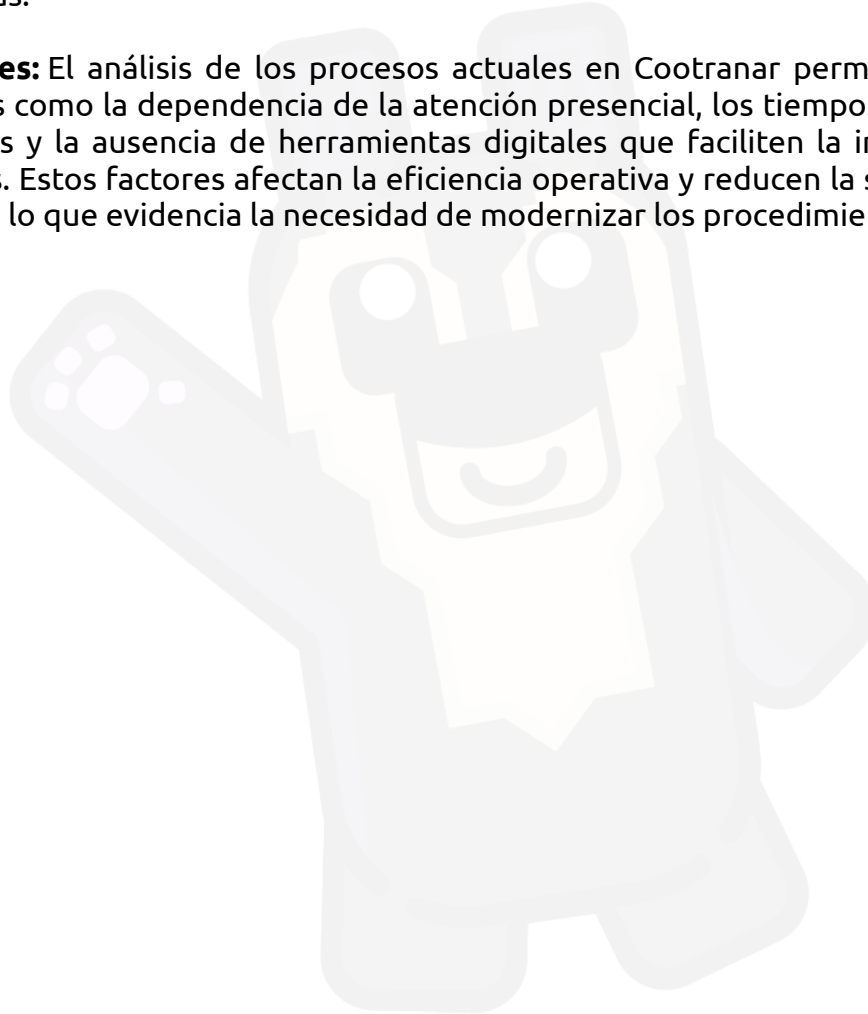 as.
es: El análisis de los procesos actuales en Cootranar perm
s como la dependencia de la atención presencial, los tiempo
s y la ausencia de herramientas digitales que faciliten la i
s. Estos factores afectan la eficiencia operativa y reducen la s
lo que evidencia la necesidad de modernizar los procedimie